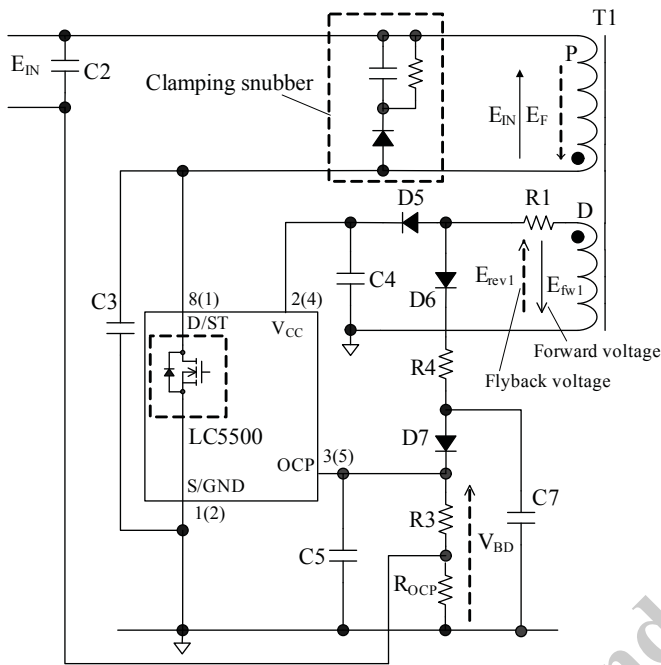 T1
E_IN
C2
Clamping snubber
P
E_IN
E_F
D5
R1
D
C4
D6
E_rev1
E_fw1
Forward voltage
Flyback voltage
C3
8(1)
2(4)
D/ST
V_CC
R4
LC5500
D7
OCP
3(5)
S/GND
1(2)
R3
C7
V_BD
C5
R_OCP